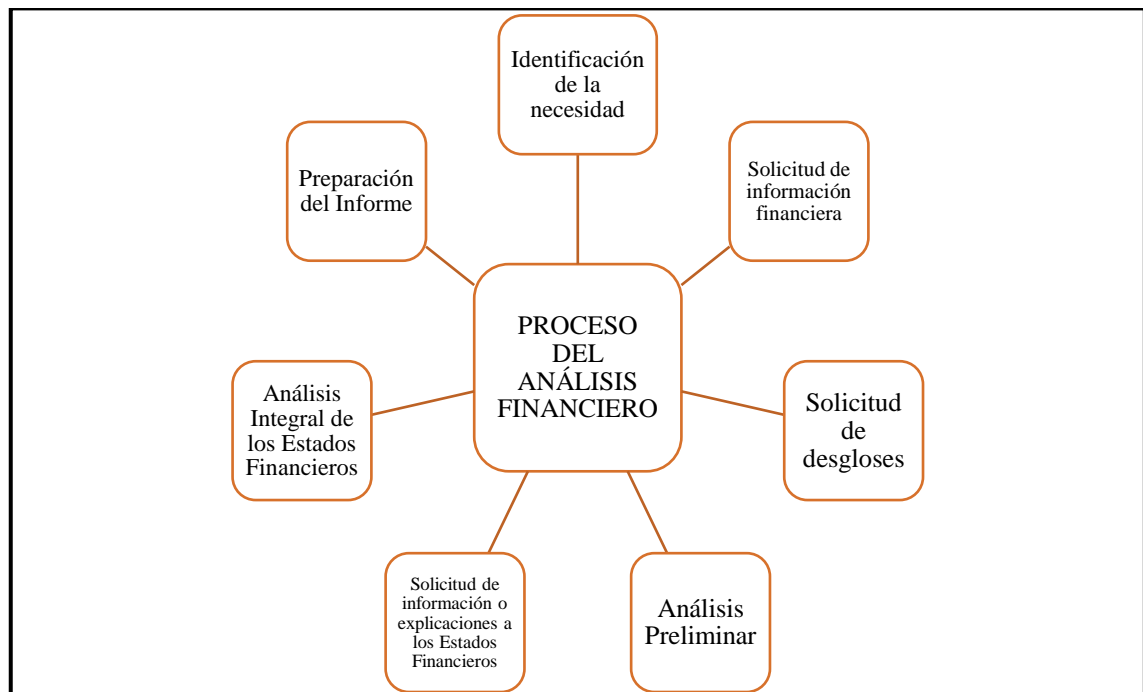 Identificación
de la
necesidad
Solicitud de
información
financiera
Solicitud
de
desgloses
Análisis
Preliminar
Solicitud de
información o
explicaciones a
los Estados
Financieros
Análisis
Integral de
los Estados
Financieros
Preparación
del Informe
PROCESO
DEL
ANÁLISIS
FINANCIERO